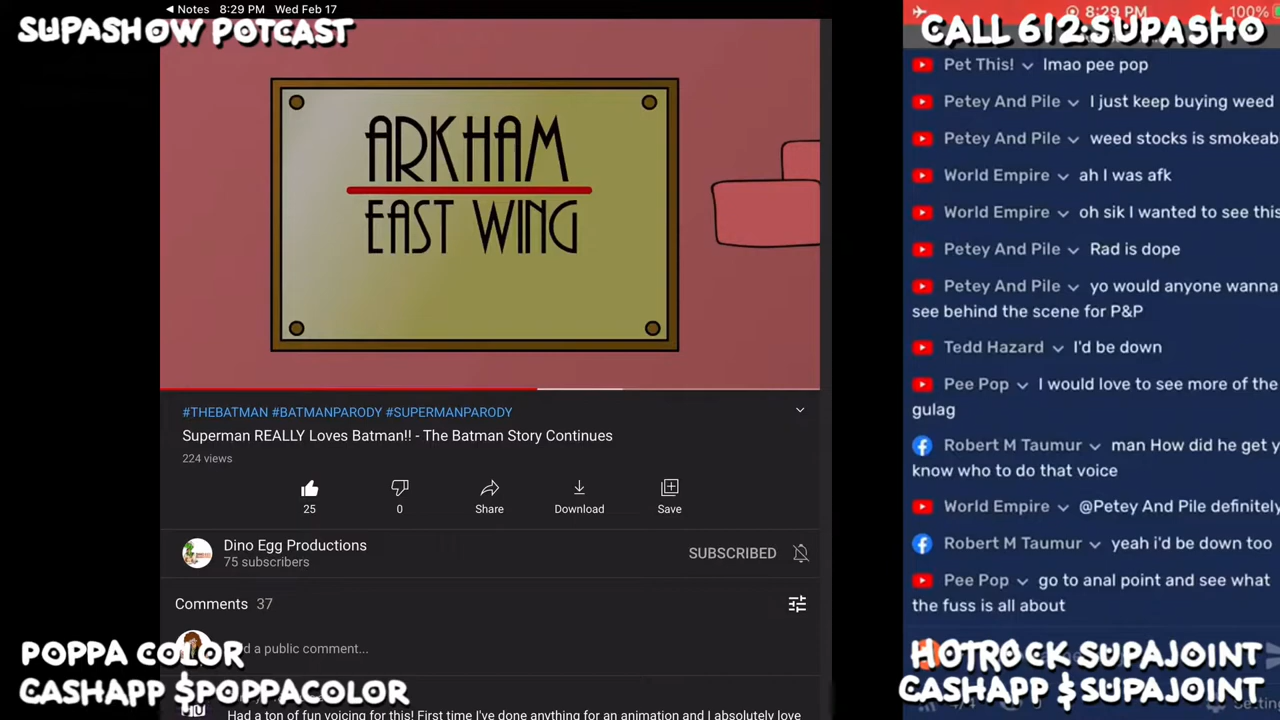 Notes 8:29 PM Wed Feb 17
SUPASHOW POTCAST
ARKHAM
EAST WING
#THEBATMAN #BATMANPARODY #SUPERMANPARODY
Superman REALLY Loves Batman!! - The Batman Story Continues
224 views
25
0
Share
Download
Save
Dino Egg Productions
75 subscribers
SUBSCRIBED
Comments 37
d a public comment...
Had a ton of fun voicing for this! First time I've done anything for an animation and I absolutely love
POPPA COLOR
CASHAPP $POPPACOLOR
8:29 PM
100%
CALL 612:SUPASHO
Pet This! lmao pee pop
Petey And Pile I just keep buying weed
Petey And Pile weed stocks is smokeab
World Empire ah I was afk
World Empire oh sik I wanted to see this
Petey And Pile Rad is dope
Petey And Pile yo would anyone wanna
see behind the scene for P&P
Tedd Hazard I'd be down
Pee Pop I would love to see more of the
gulag
Robert M Taumur man How did he get y
know who to do that voice
World Empire @Petey And Pile definitely
Robert M Taumur yeah i'd be down too
Pee Pop go to anal point and see what
the fuss is all about
HOTROCK SUPAJOINT
CASHAPP $SUPAJOINT